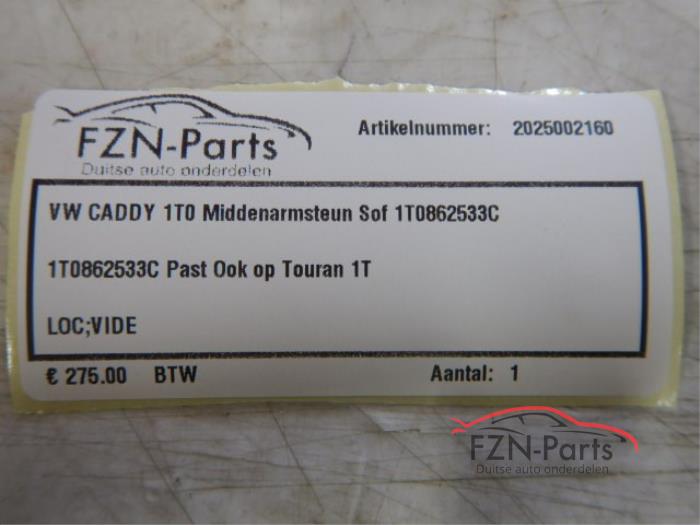 FZN-Parts
Duitse auto onderdelen
Artikelnummer: 2025002160
VW CADDY 1T0 Middenarmsteun Sof 1T0862533C
1T0862533C Past Ook op Touran 1T
LOC;VIDE
€ 275.00 BTW Aantal: 1
FZN-Parts
Duitse auto onderdelen